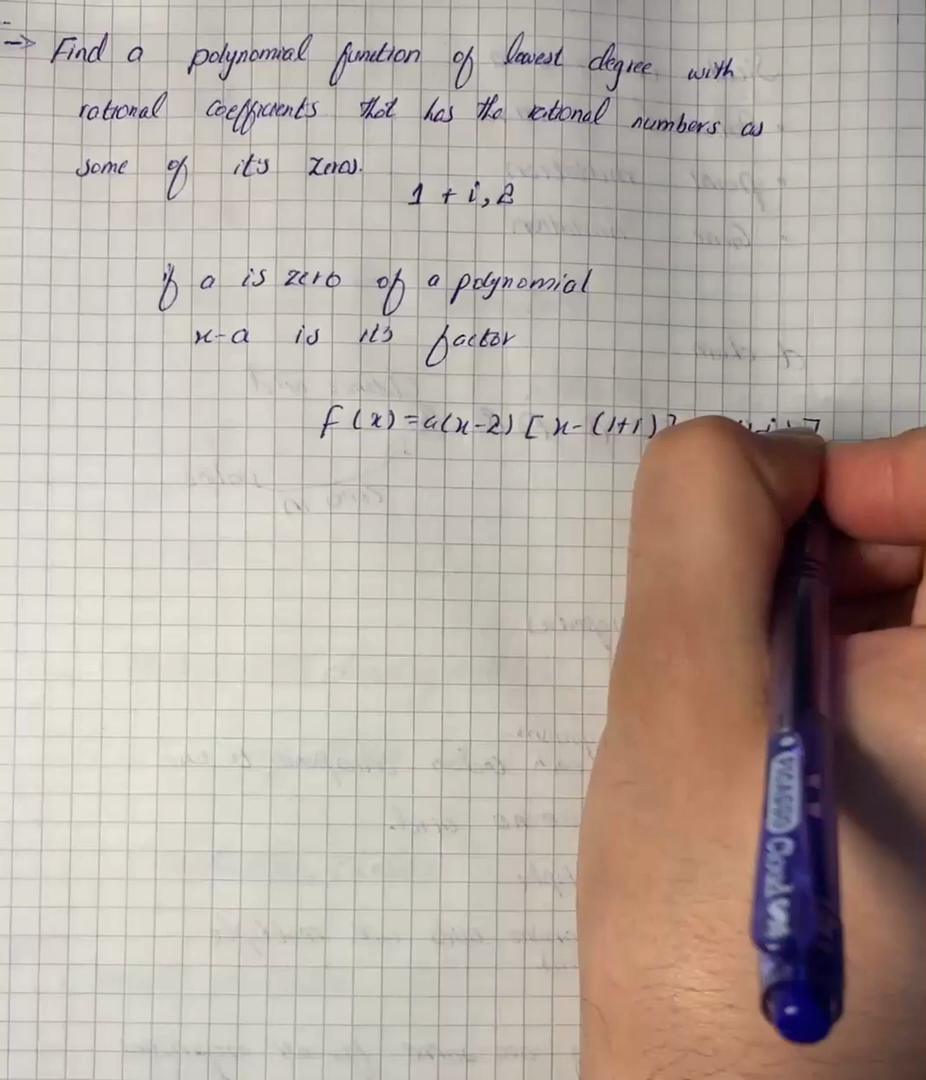 → Find a polynomial function of lowest degree with
rational coefficients that has the rational numbers as
some of it's zeros.
1 + i, 2
if a is zero of a polynomial
x-a is its factor
f(x) = a(x-2) [x-(1+i)]